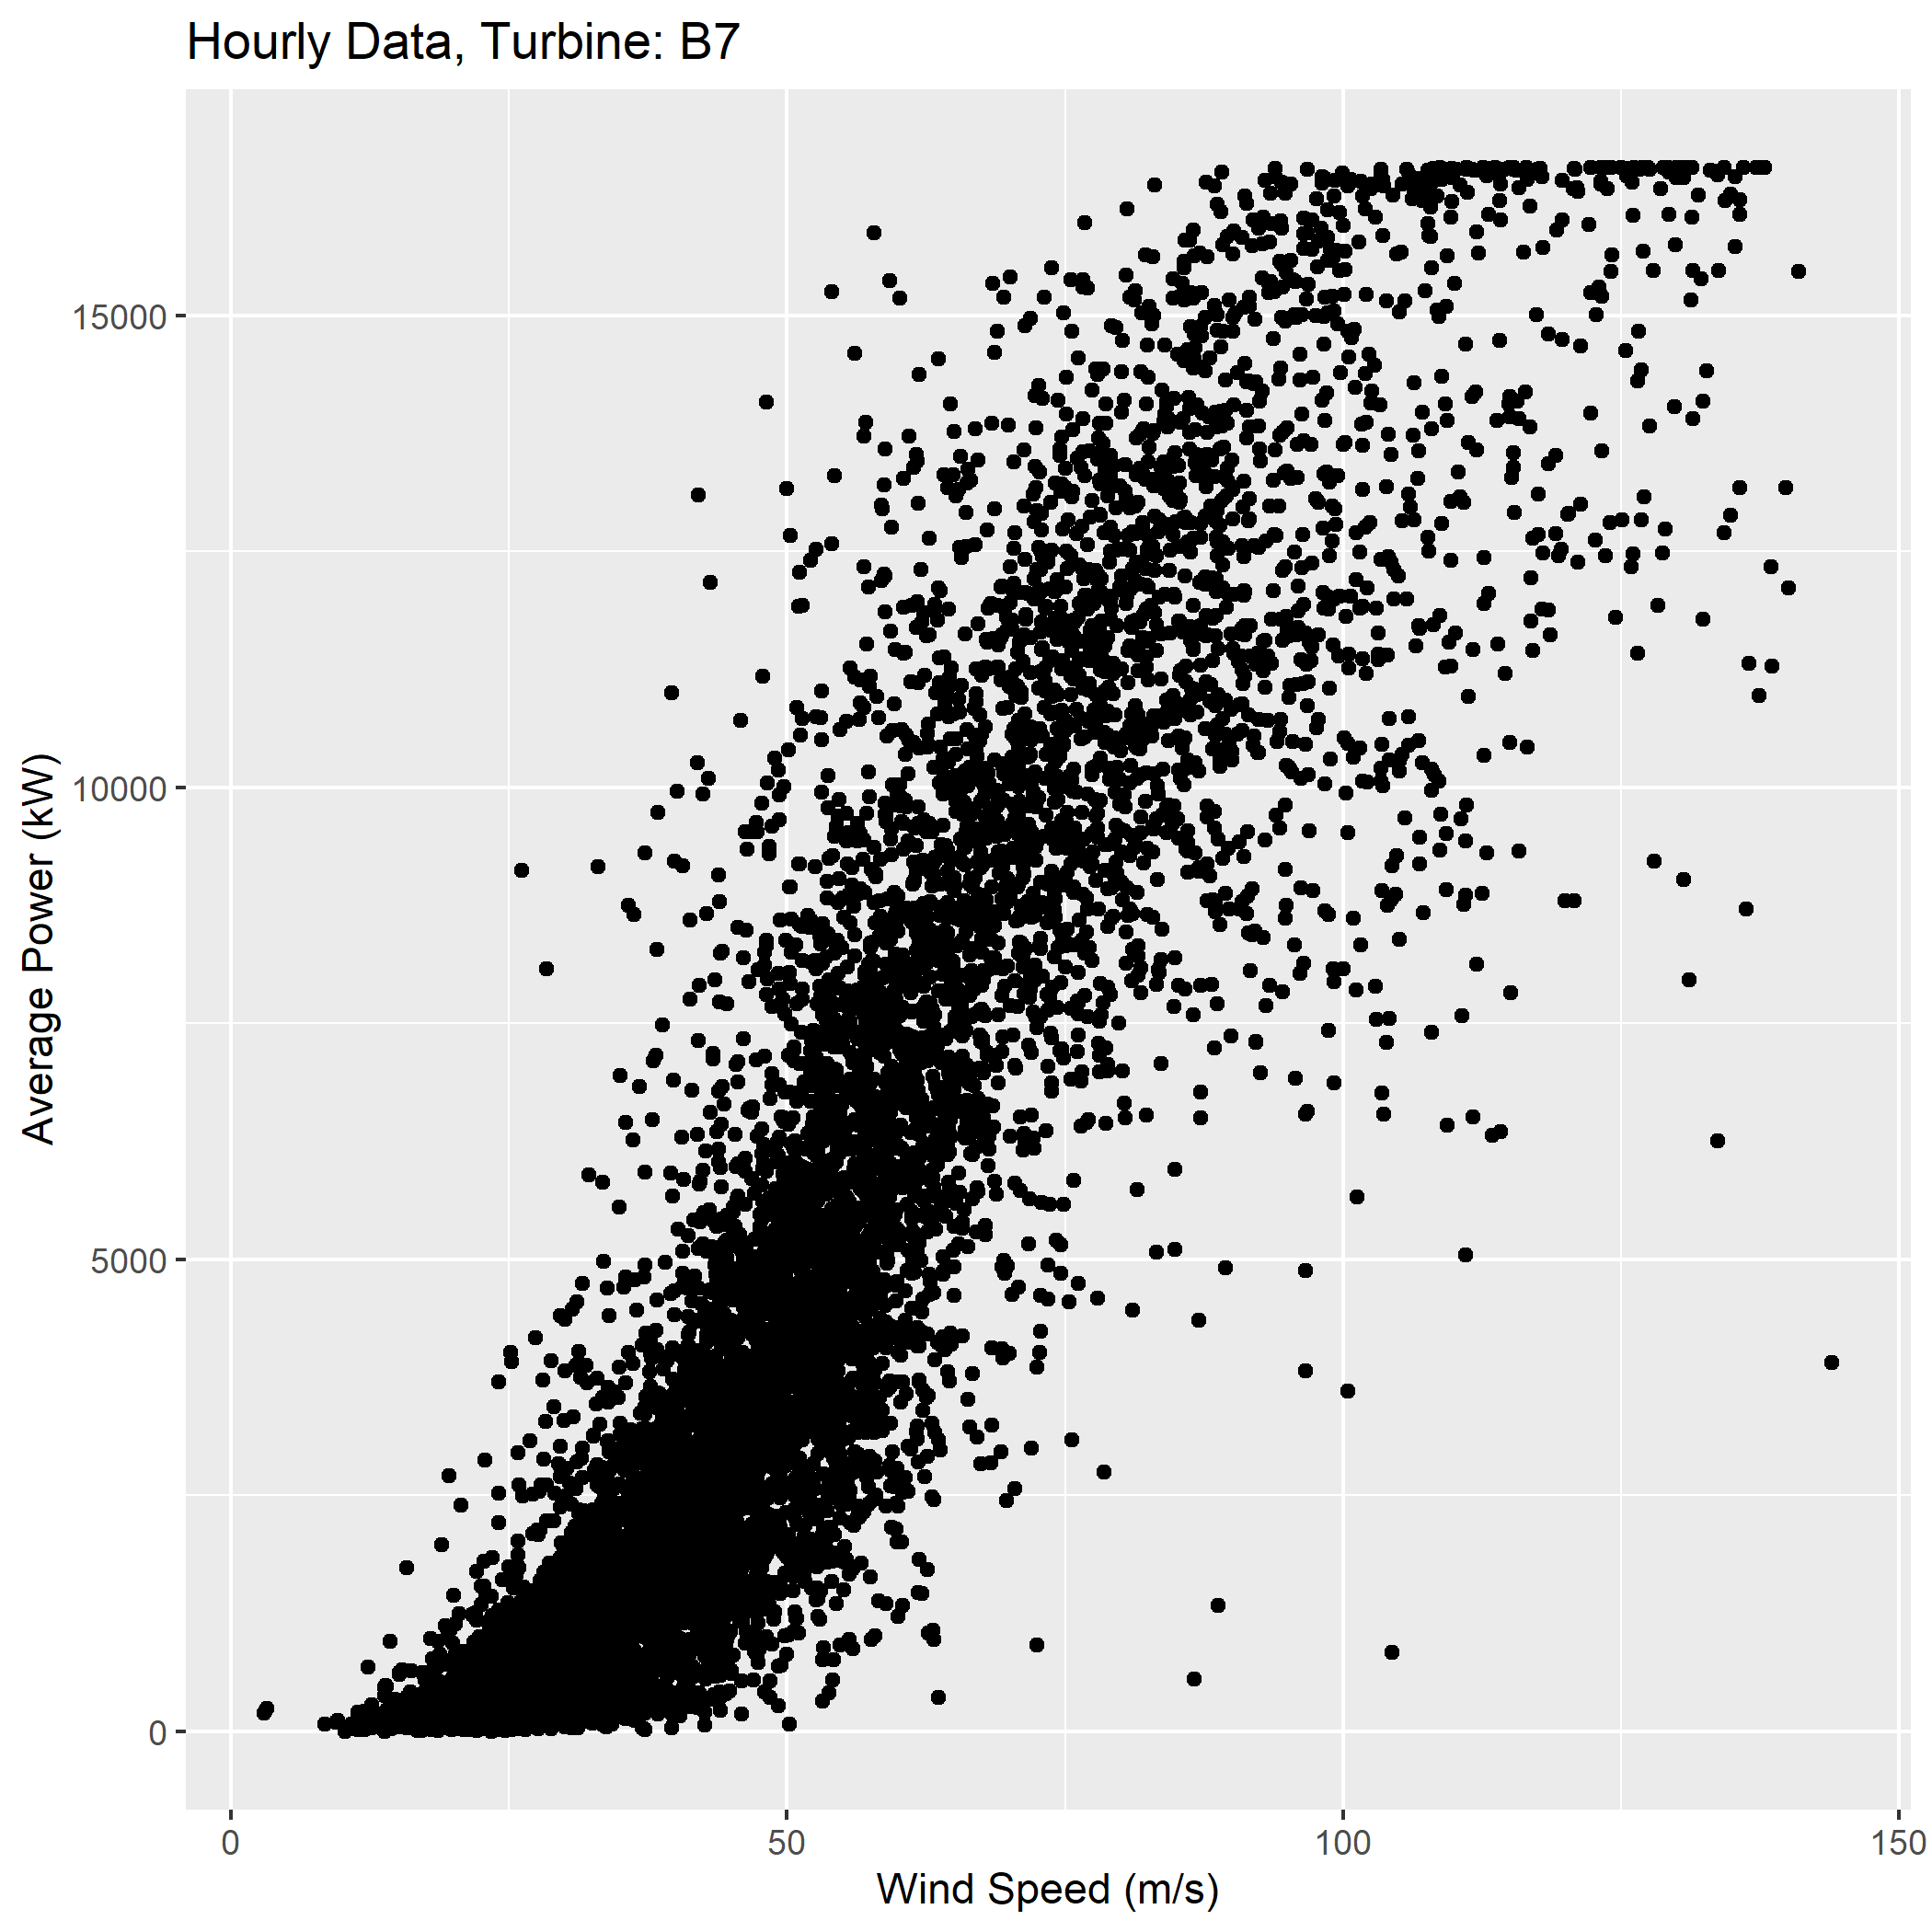 Hourly Data, Turbine: B7
Average Power (kW)
15000
10000
5000
0
0 50 100 150
Wind Speed (m/s)